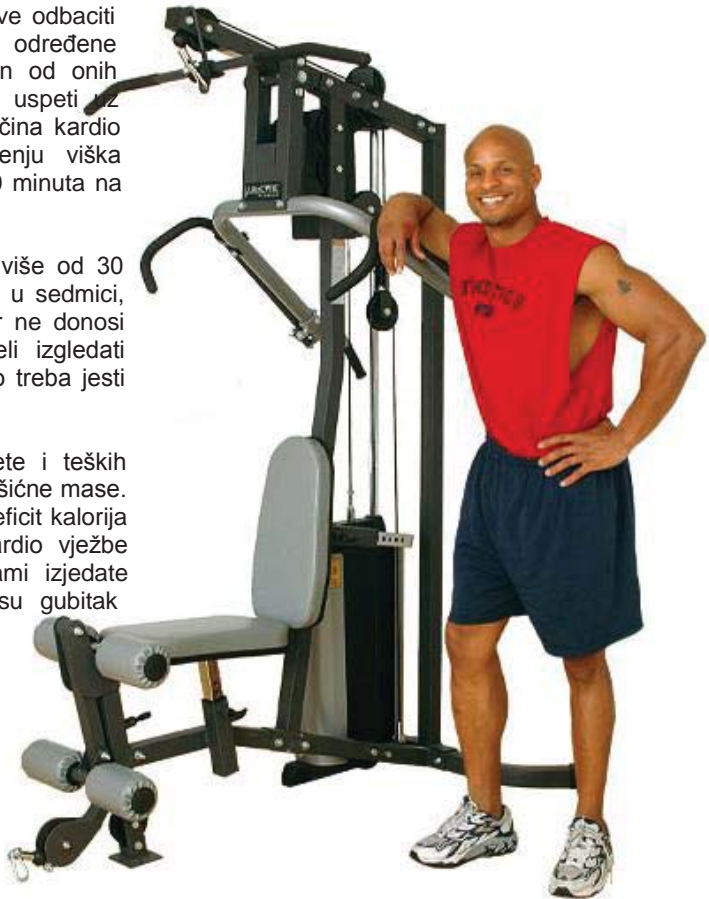 ve odbaciti
određene
n od onih
uspeti uz
čina kardio
enju viška
0 minuta na
više od 30
u sedmici,
r ne donosi
eli izgledati
o treba jesti
ete i teških
šićne mase.
eficit kalorija
ardio vježbe
ami izjedate
su gubitak